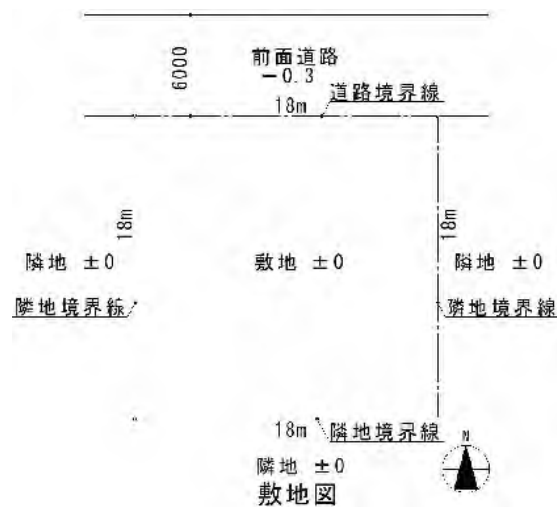 6000
前面道路
−0.3
18m
道路境界線
18m
18m
隣地 ±0
敷地 ±0
隣地 ±0
隣地境界線
隣地境界線
18m
隣地境界線
N
隣地 ±0
敷地図